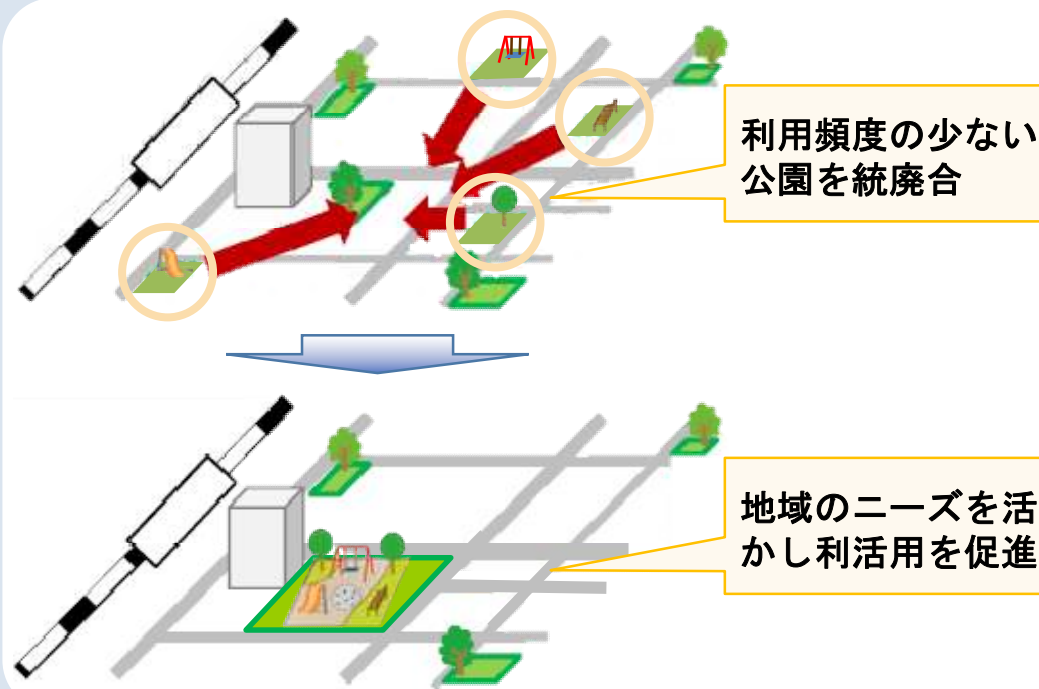 利用頻度の少ない
公園を統廃合
地域のニーズを活
かし利活用を促進